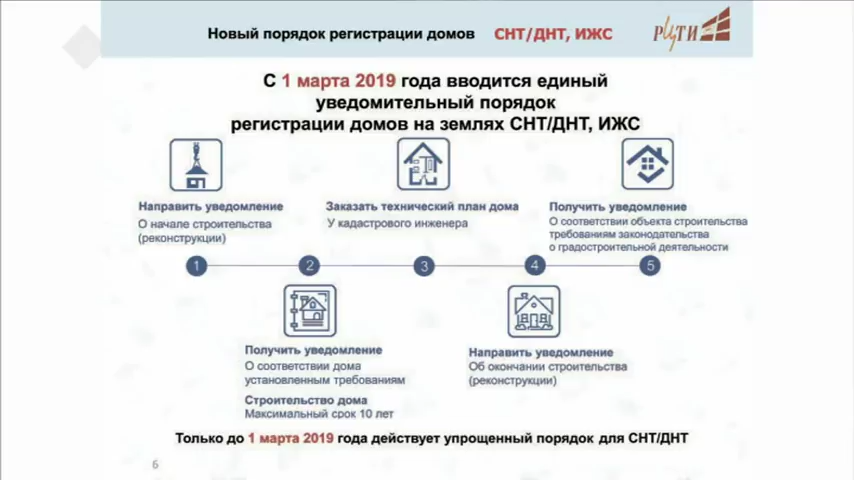 Новый порядок регистрации домов СНТ/ДНТ, ИЖС
РиТИ
С 1 марта 2019 года вводится единый
уведомительный порядок
регистрации домов на землях СНТ/ДНТ, ИЖС
Направить уведомление
О начале строительства
(реконструкции)
Заказать технический план дома
У кадастрового инженера
Получить уведомление
О соответствии объекта строительства
требованиям законодательства
о градостроительной деятельности
1 2 3 4 5
Получить уведомление
О соответствии дома
установленным требованиям
Строительство дома
Максимальный срок 10 лет
Направить уведомление
Об окончании строительства
(реконструкции)
Только до 1 марта 2019 года действует упрощенный порядок для СНТ/ДНТ
6